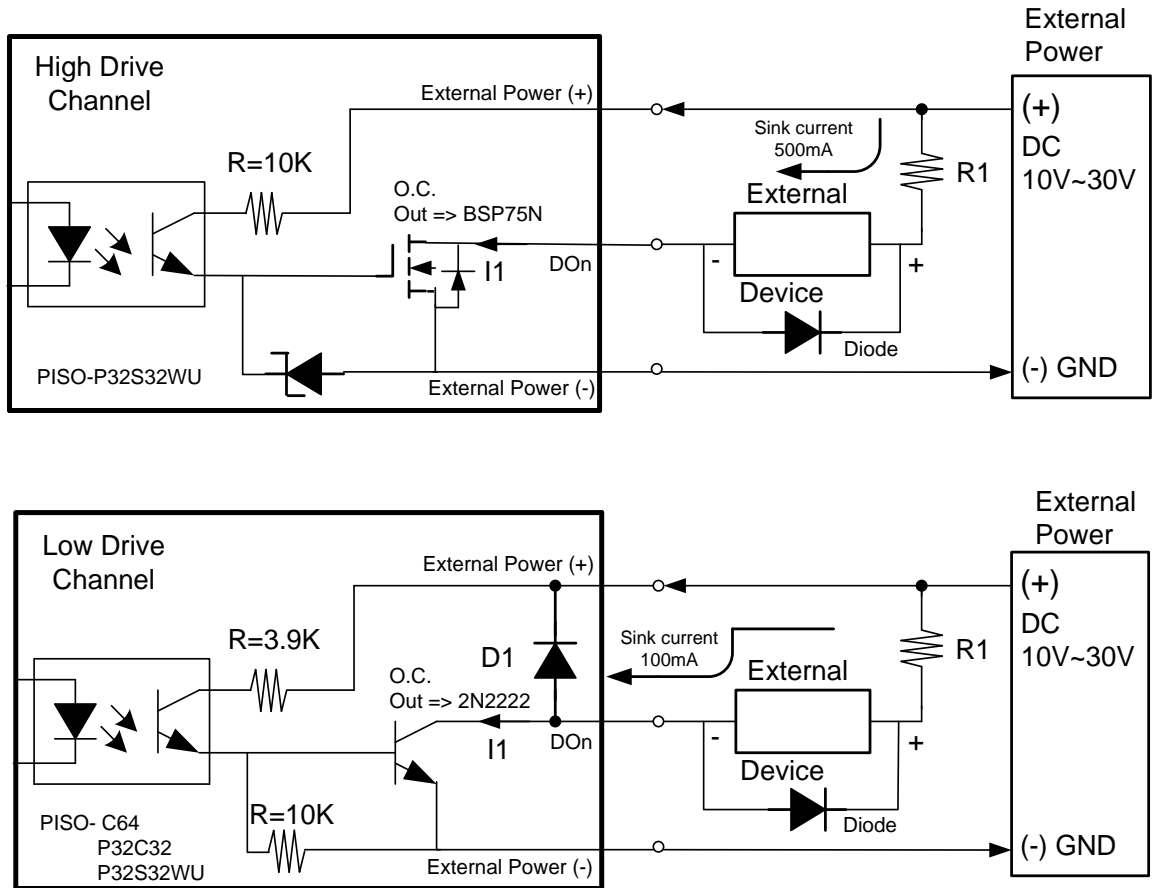 External
Power
High Drive
Channel
External Power (+)
(+)
Sink current
500mA
DC
10V~30V
R=10K
R1
O.C.
Out => BSP75N
External
I1
DOn
-
+
Device
Diode
PISO-P32S32WU
External Power (-)
(-) GND
External
Power
Low Drive
Channel
External Power (+)
(+)
DC
10V~30V
R=3.9K
D1
Sink current
100mA
R1
O.C.
Out => 2N2222
External
I1
DOn
-
+
Device
Diode
R=10K
PISO- C64
P32C32
P32S32WU
External Power (-)
(-) GND